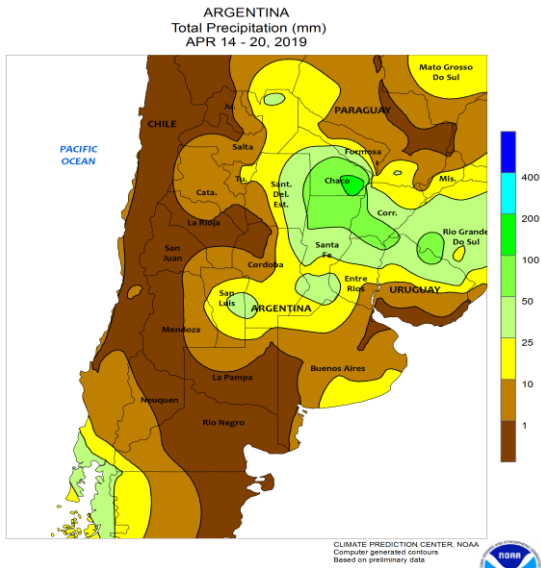 ARGENTINA
Total Precipitation (mm)
APR 14 - 20, 2019
Mato Grosso
Do Sul
Ju.
PARAGUAY
CHILE
PACIFIC
OCEAN
Salta
Formosa
Tu.
Chaco
Mis.
Cata.
Sant.
Del.
Est.
Corr.
La Rioja
Rio Grande
Do Sul
San
Juan
Santa
Fe
Cordoba
Entre
Rios
San
Luis
URUGUAY
ARGENTINA
Mendoza
La Pampa
Buenos Aires
Neuquen
Rio Negro
400
200
100
50
25
10
1
CLIMATE PREDICTION CENTER, NOAA
Computer generated contours
Based on preliminary data
NOAA